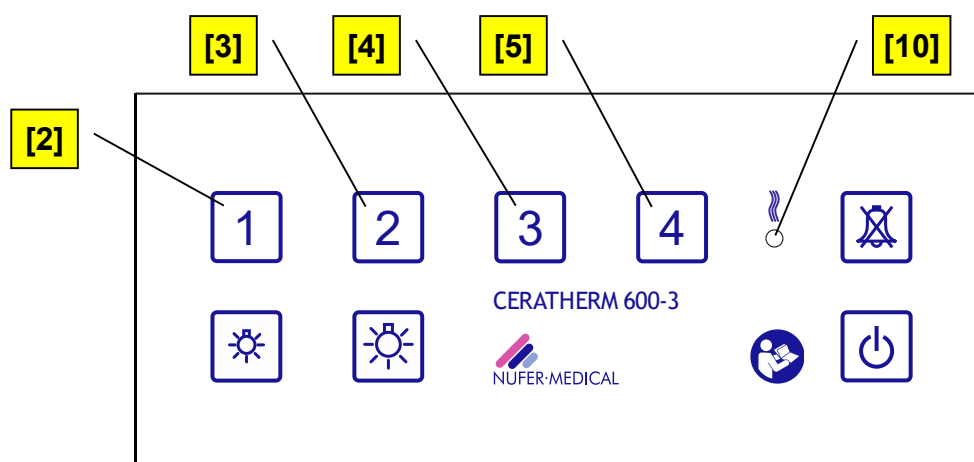 [3] [4] [5] [10]
[2]
1 2 3 4
CERATHERM 600-3
NUFER·MEDICAL